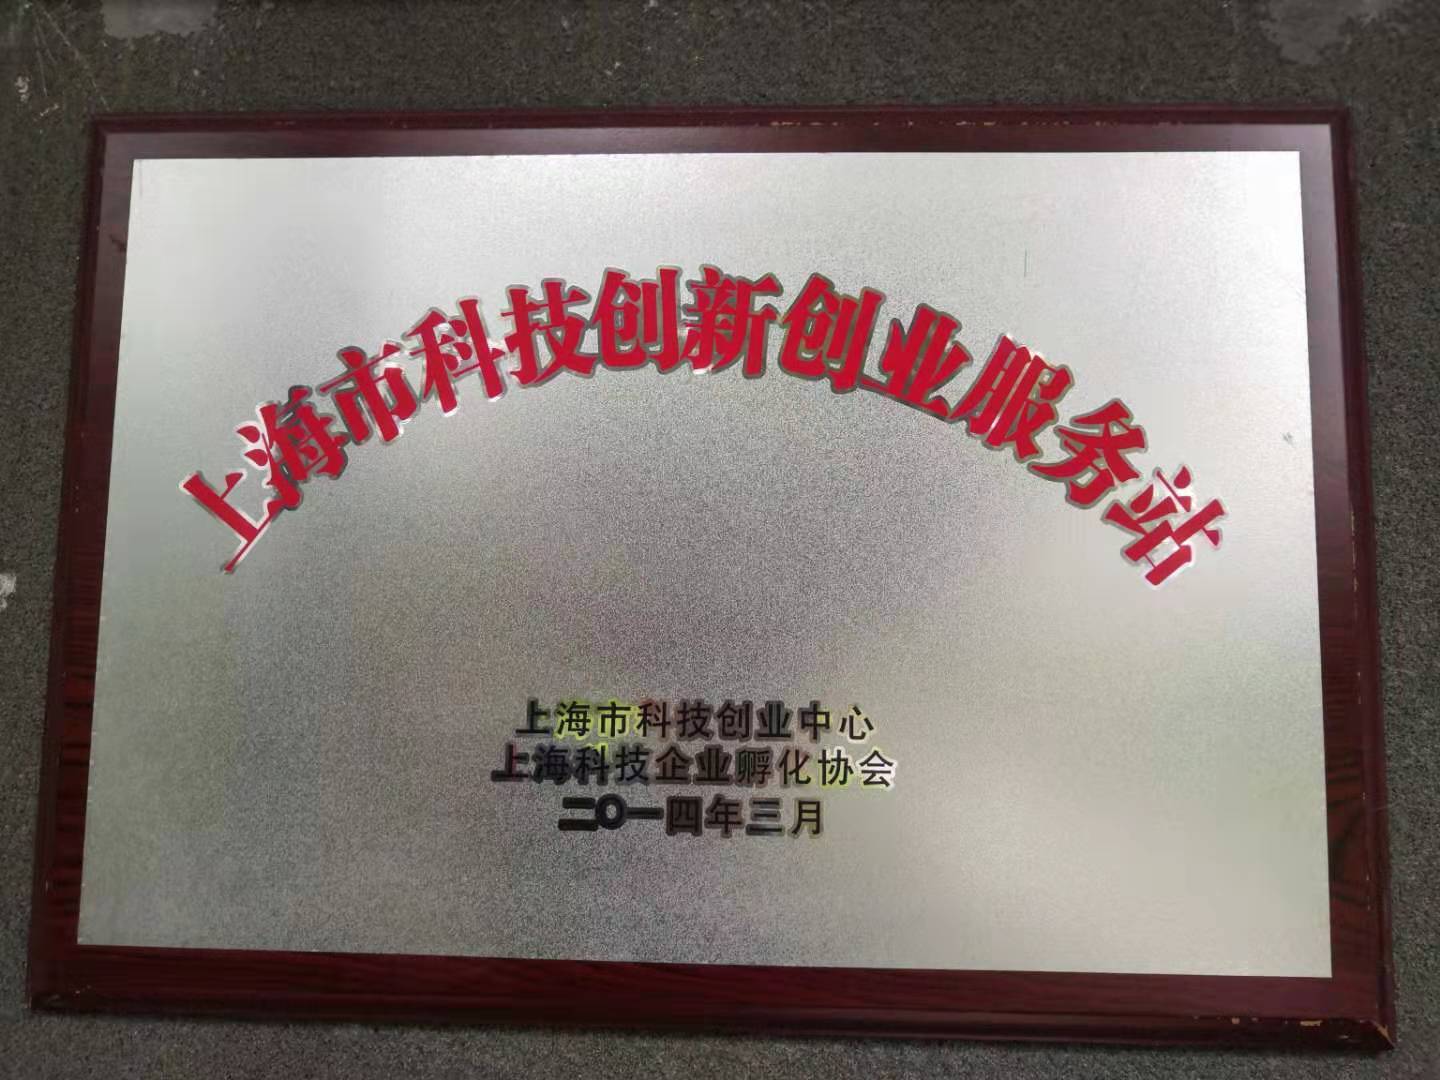 上海市科技创新创业服务站
上海市科技创业中心
上海科技企业孵化协会
二〇一四年三月